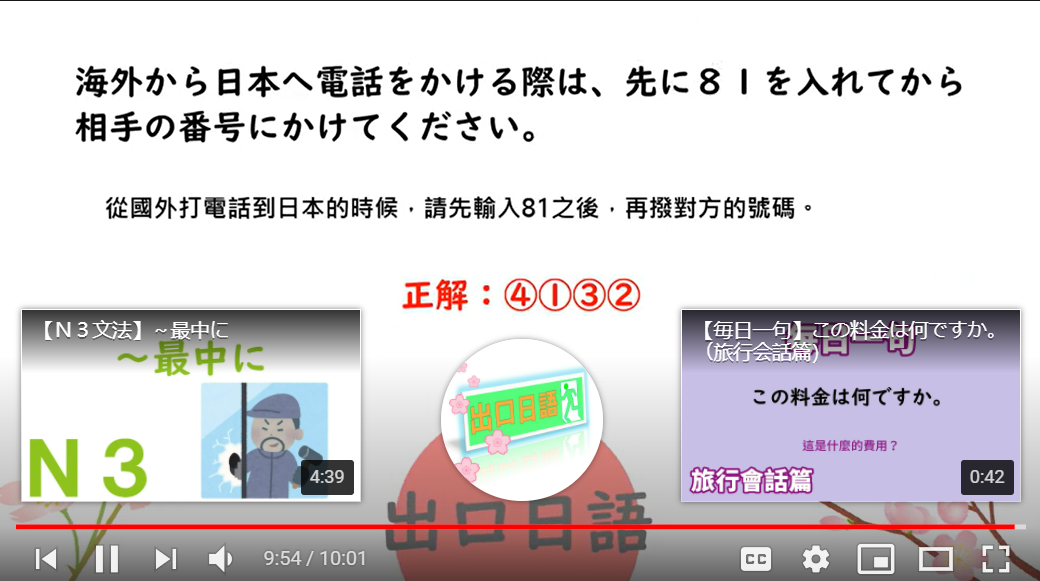 海外から日本へ電話をかける際は、先に８１を入れてから
相手の番号にかけてください。
從國外打電話到日本的時候，請先輸入81之後，再撥對方的號碼。
正解：④①③②
【Ｎ３文法】~最中に
～最中に
Ｎ３
4:39
出口日語
【毎日一句】この料金は何ですか。
（旅行会話篇）
毎日一句
この料金は何ですか。
這是什麼的費用？
旅行會話篇
0:42
出口日語
9:54 / 10:01
CC